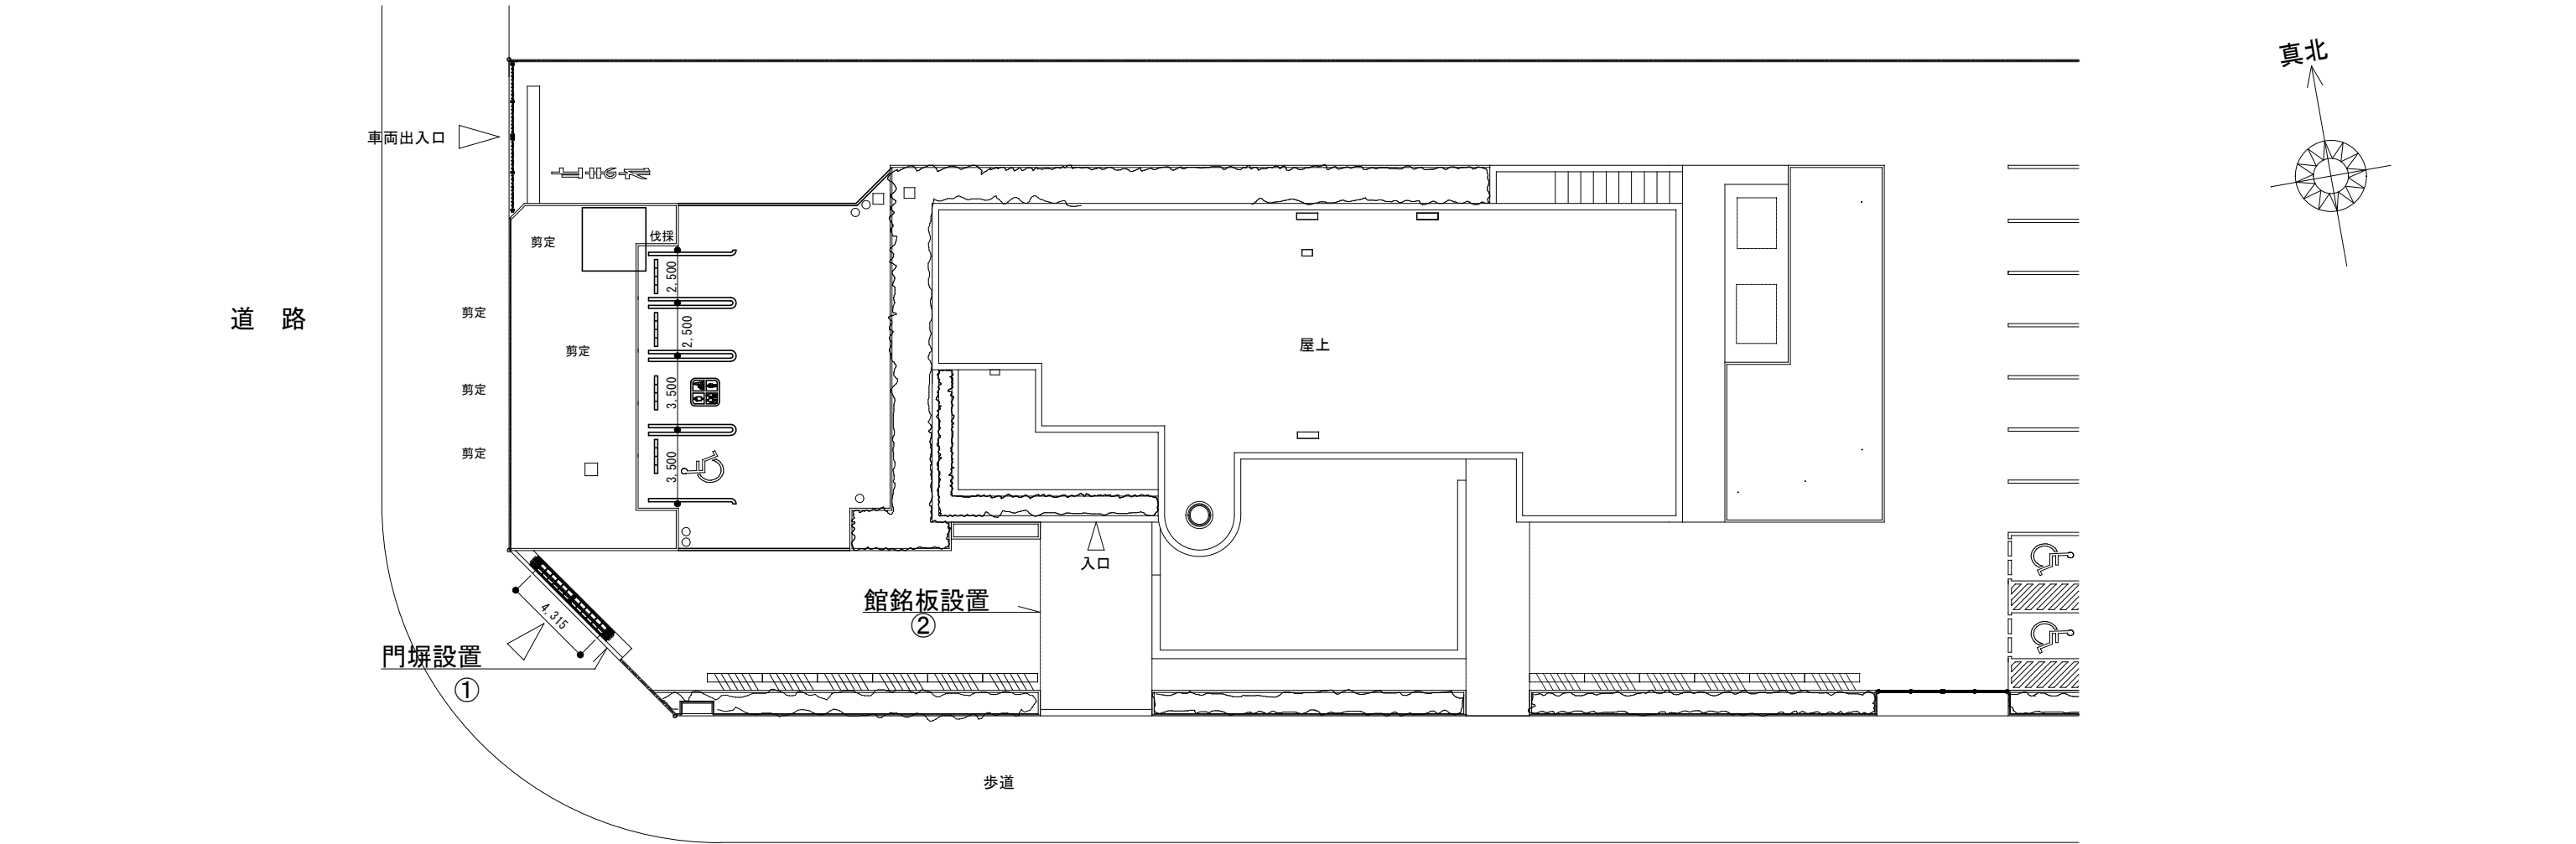 真北
車両出入口
剪定
伐採
2,500
剪定
道 路
2,500
屋上
剪定
剪定
3,500
剪定
3,500
入口
館銘板設置
②
4,315
門塀設置
①
歩道